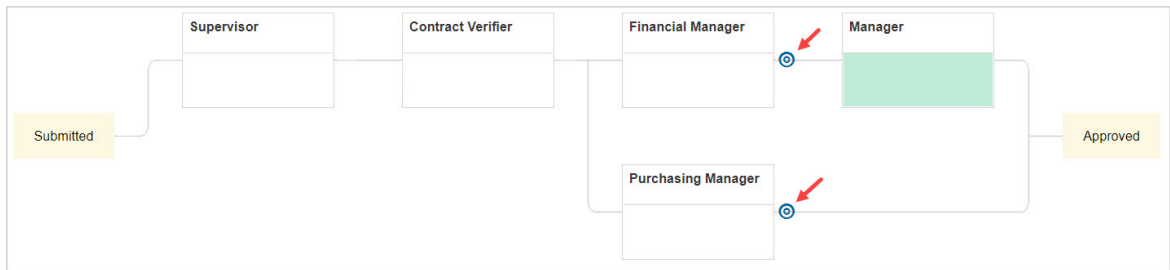 Supervisor
Contract Verifier
Financial Manager
Manager
Submitted
Approved
Purchasing Manager